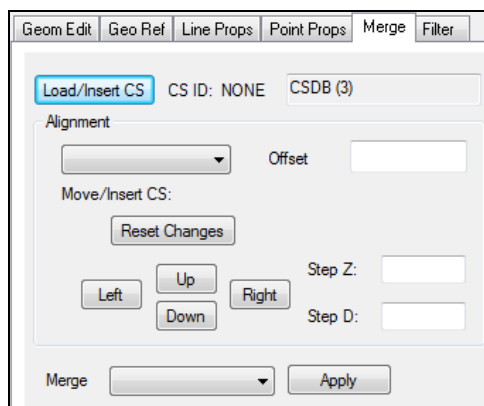 Geom Edit Geo Ref Line Props Point Props Merge Filter
Load/Insert CS CS ID: NONE CSDB (3)
Alignment
Offset
Move/Insert CS:
Reset Changes
Up Step Z:
Left Right
Down Step D:
Merge Apply